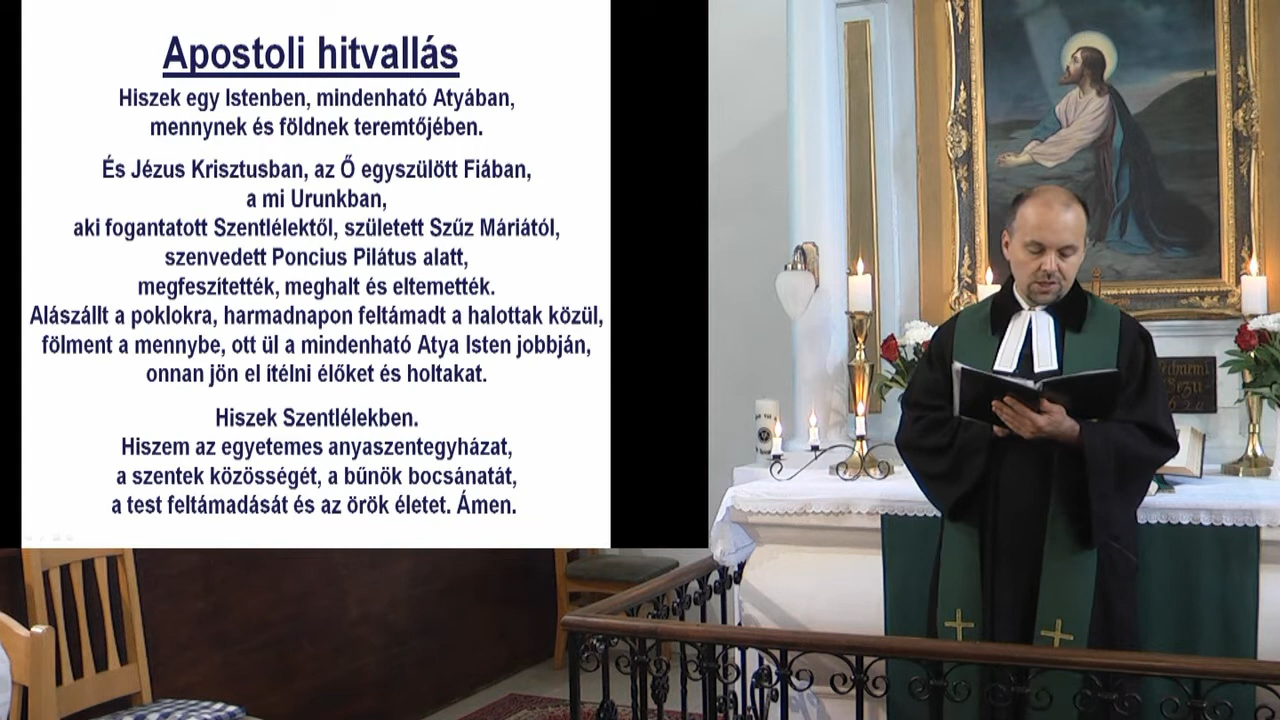 Apostoli hitvallás
Hiszek egy Istenben, mindenható Atyában,
mennynek és földnek teremtőjében.
És Jézus Krisztusban, az Ő egyszülött Fiában,
a mi Urunkban,
aki fogantatott Szentlélektől, született Szűz Máriától,
szenvedett Poncius Pilátus alatt,
megfeszítették, meghalt és eltemették.
Alászállt a poklokra, harmadnapon feltámadt a halottak közül,
fölment a mennybe, ott ül a mindenható Atya Isten jobbján,
onnan jön el ítélni élőket és holtakat.
Hiszek Szentlélekben.
Hiszem az egyetemes anyaszentegyházat,
a szentek közösségét, a bűnök bocsánatát,
a test feltámadását és az örök életet. Ámen.